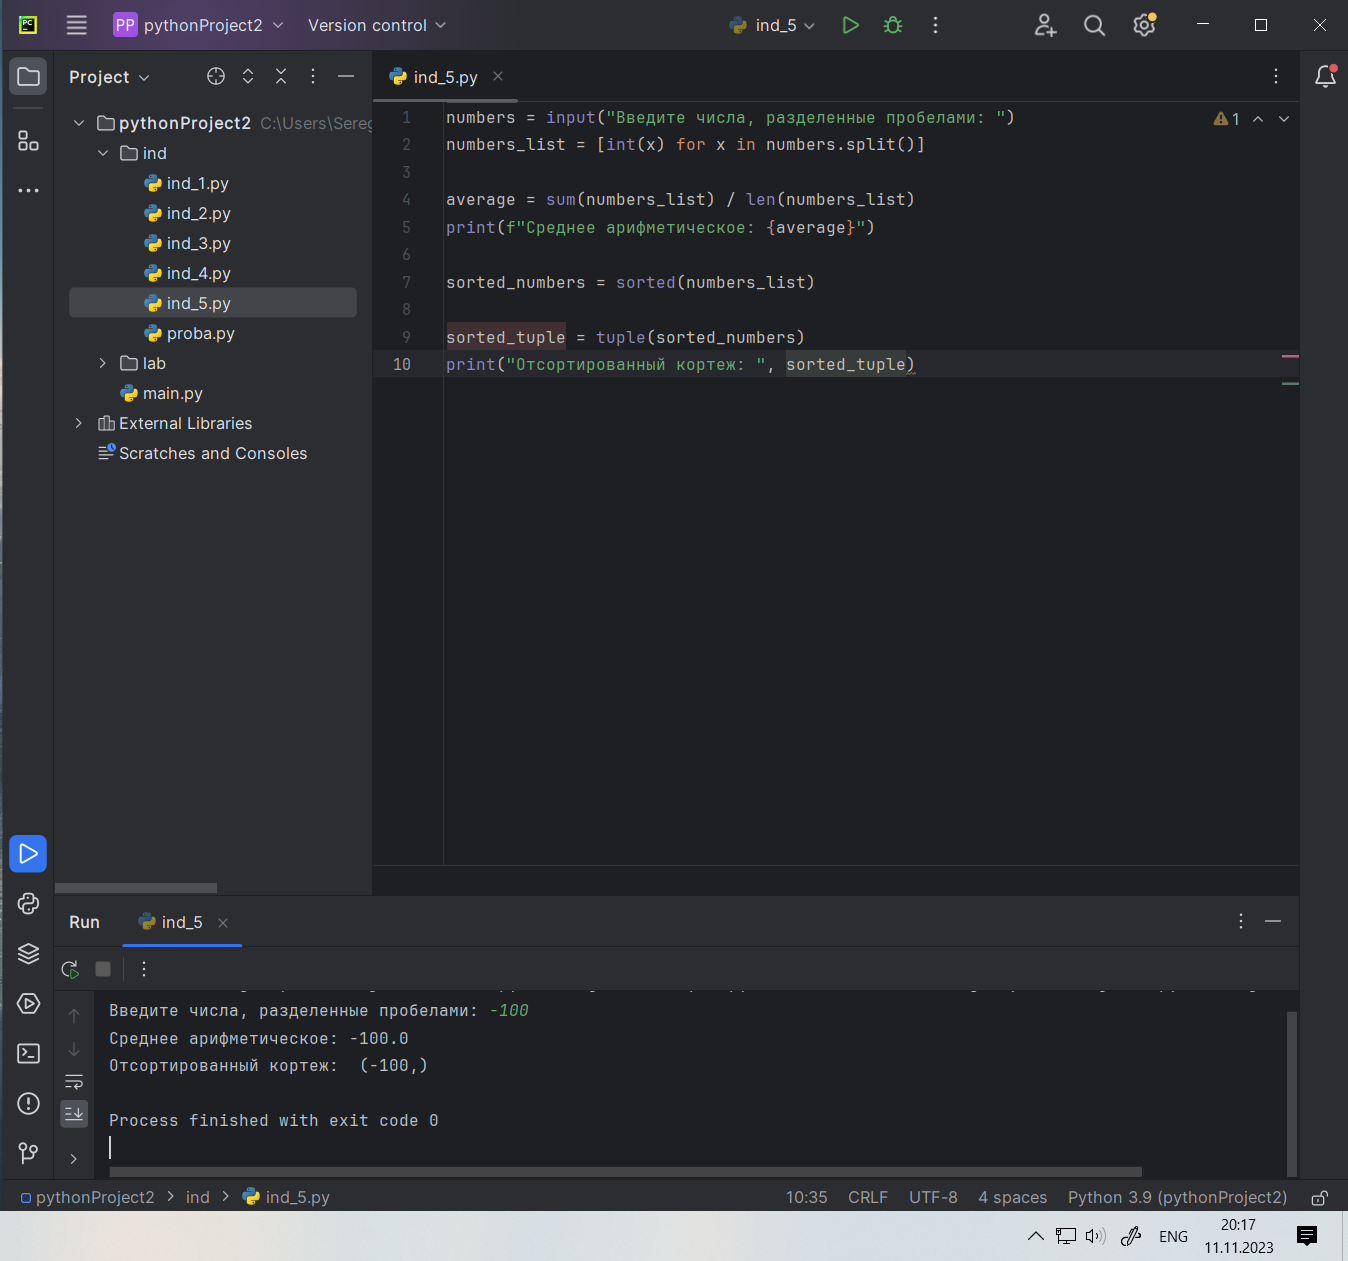 PC
PP pythonProject2 Version control ind_5
Project
ind_5.py
pythonProject2 C:\Users\Sereg
ind
ind_1.py
ind_2.py
ind_3.py
ind_4.py
ind_5.py
proba.py
lab
main.py
External Libraries
Scratches and Consoles
1 numbers = input("Введите числа, разделенные пробелами: ")
2 numbers_list = [int(x) for x in numbers.split()]
3
4 average = sum(numbers_list) / len(numbers_list)
5 print(f"Среднее арифметическое: {average}")
6
7 sorted_numbers = sorted(numbers_list)
8
9 sorted_tuple = tuple(sorted_numbers)
10 print("Отсортированный кортеж: ", sorted_tuple)
1
Run ind_5
Введите числа, разделенные пробелами: -100
Среднее арифметическое: -100.0
Отсортированный кортеж:  (-100,)
Process finished with exit code 0
pythonProject2 > ind > ind_5.py 10:35 CRLF UTF-8 4 spaces Python 3.9 (pythonProject2)
ENG
20:17
11.11.2023